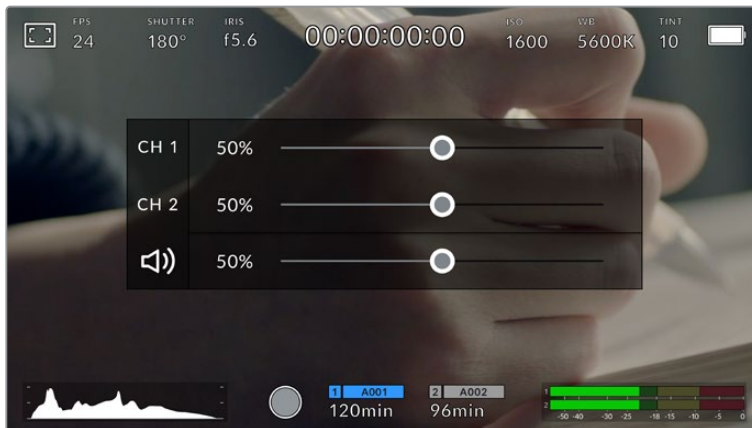 FPS SHUTTER IRIS ISO WB TINT
24 180° f5.6 00:00:00:00 1600 5600K 10
CH 1 50%
CH 2 50%
50%
1 A001 2 A002
120min 96min
1
2
-50 -40 -30 -25 -18 -15 -10 -5 0